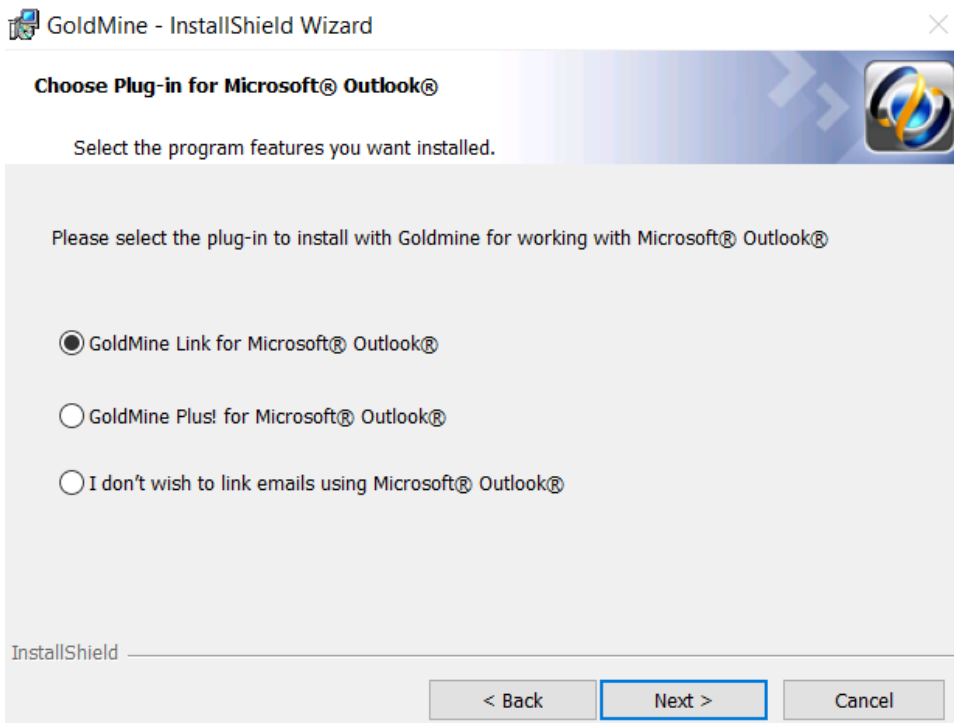 GoldMine - InstallShield Wizard
Choose Plug-in for Microsoft® Outlook®
Select the program features you want installed.
Please select the plug-in to install with Goldmine for working with Microsoft® Outlook®
GoldMine Link for Microsoft® Outlook®
GoldMine Plus! for Microsoft® Outlook®
I don't wish to link emails using Microsoft® Outlook®
InstallShield
< Back Next > Cancel